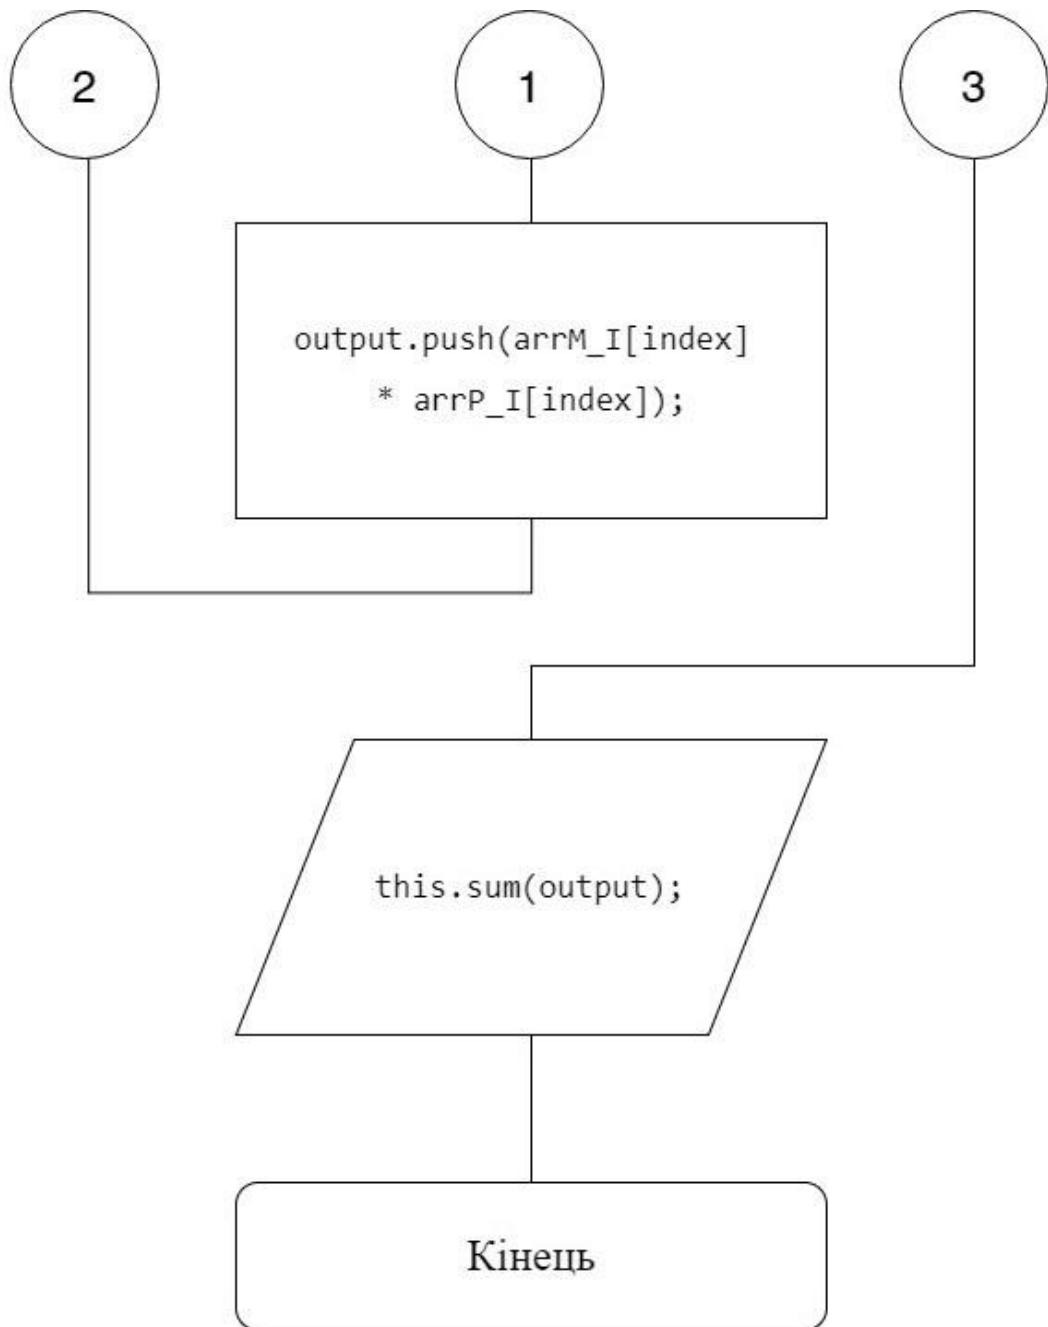 2
1
3
output.push(arrM_I[index]
* arrP_I[index]);
this.sum(output);
Кінець